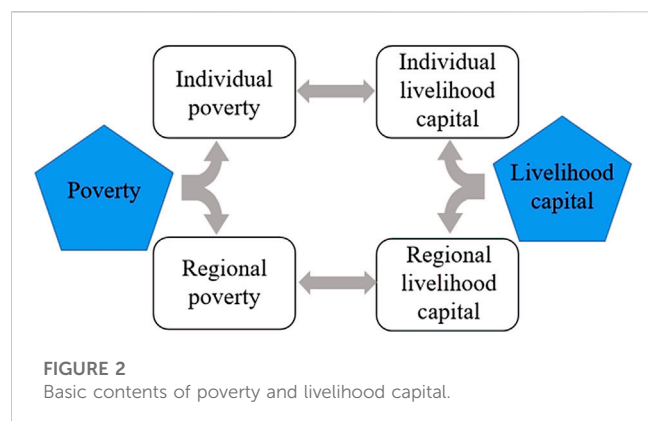 Individual
poverty
Individual
livelihood
capital
Poverty
Livelihood
capital
Regional
poverty
Regional
livelihood
capital
FIGURE 2
Basic contents of poverty and livelihood capital.